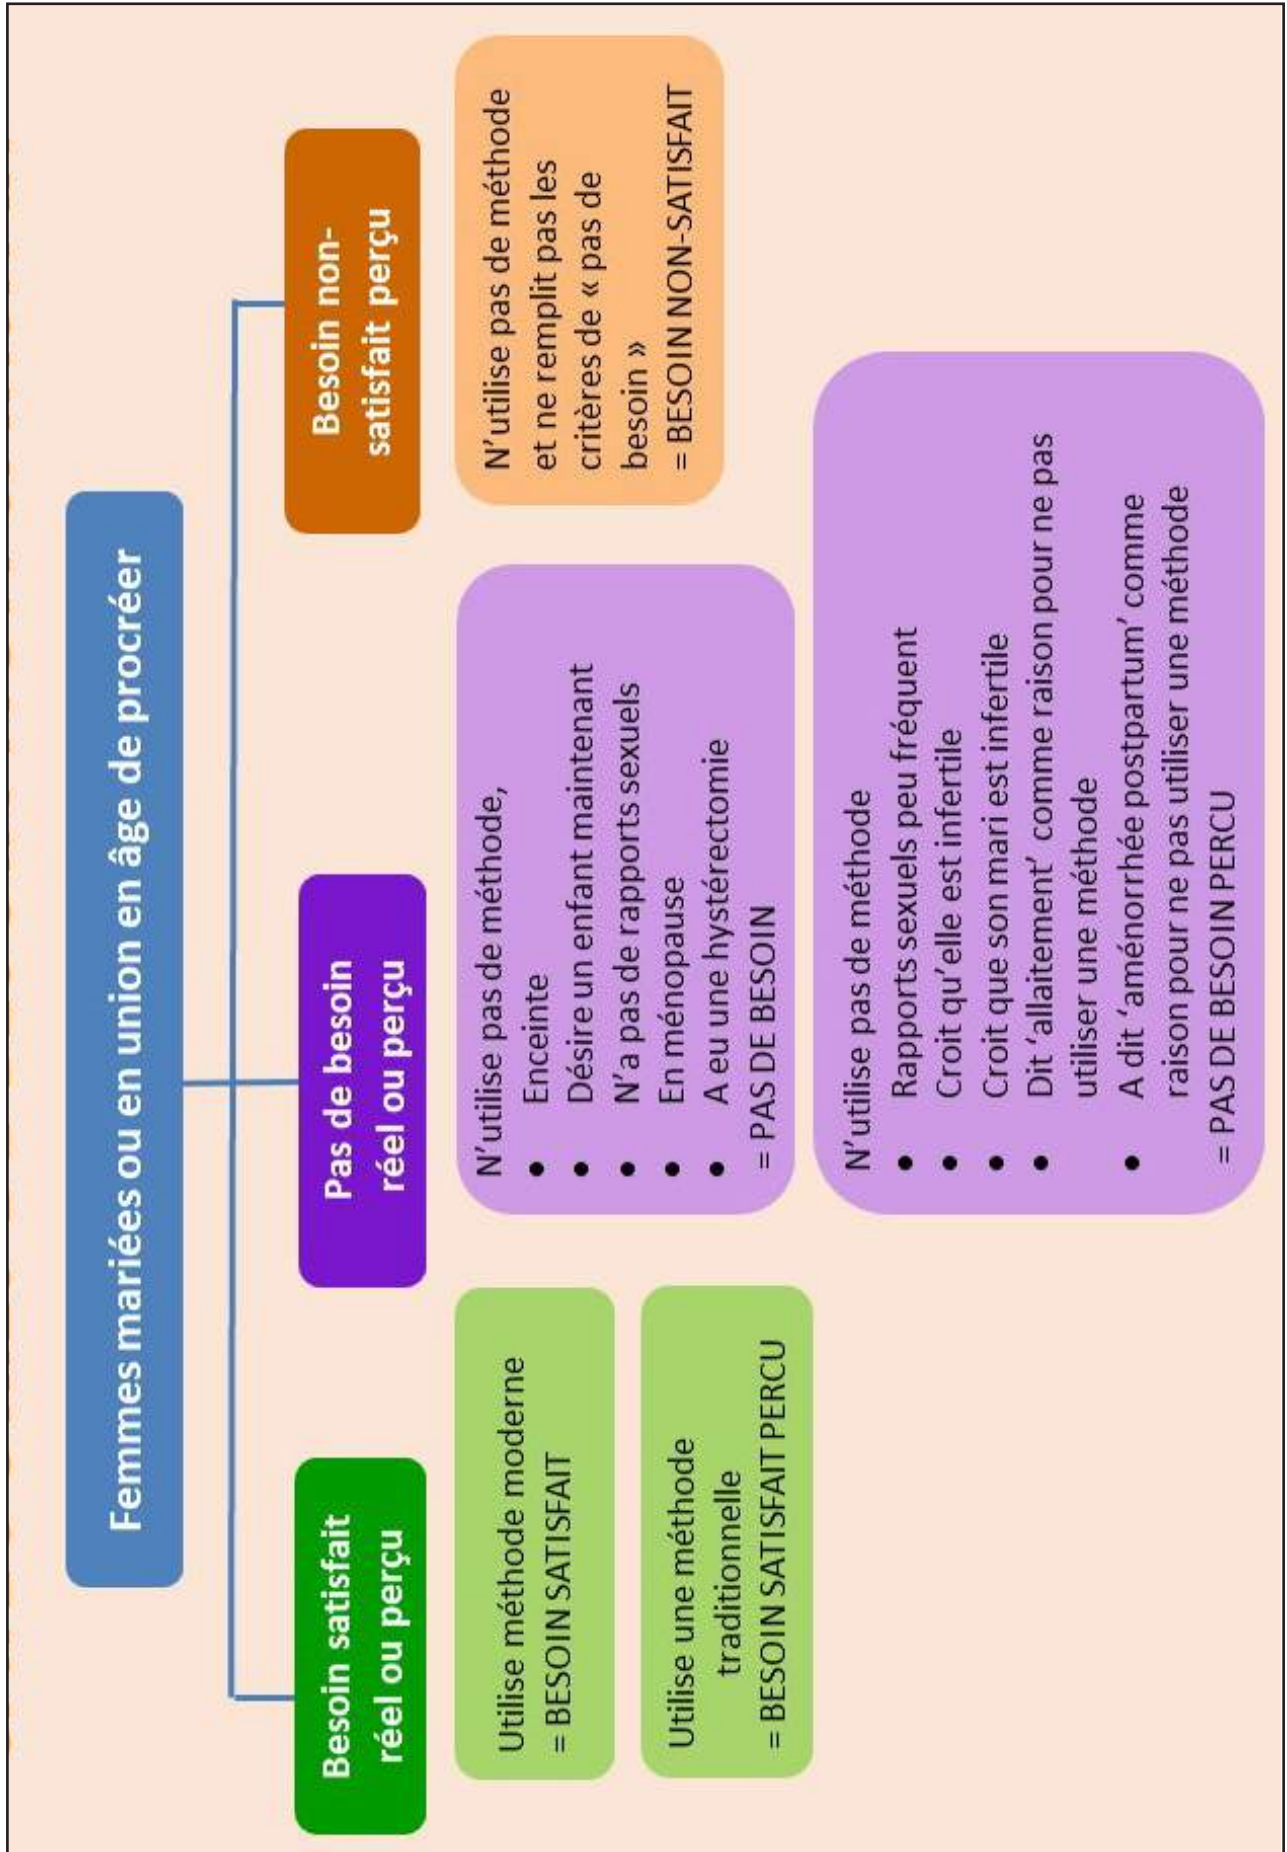 Femmes mariées ou en union en âge de procréer
Besoin satisfait
réel ou perçu
Utilise méthode moderne
= BESOIN SATISFAIT
Utilise une méthode
traditionnelle
= BESOIN SATISFAIT PERCU
Pas de besoin
réel ou perçu
N'utilise pas de méthode,
• Enceinte
• Désire un enfant maintenant
• N'a pas de rapports sexuels
• En ménopause
• A eu une hystérectomie
= PAS DE BESOIN
N'utilise pas de méthode
• Rapports sexuels peu fréquent
• Croit qu'elle est infertile
• Croit que son mari est infertile
• Dit 'allaitement' comme raison pour ne pas
utiliser une méthode
• A dit 'aménorrhée postpartum' comme
raison pour ne pas utiliser une méthode
= PAS DE BESOIN PERCU
Besoin non-
satisfait perçu
N'utilise pas de méthode
et ne remplit pas les
critères de « pas de
besoin »
= BESOIN NON-SATISFAIT